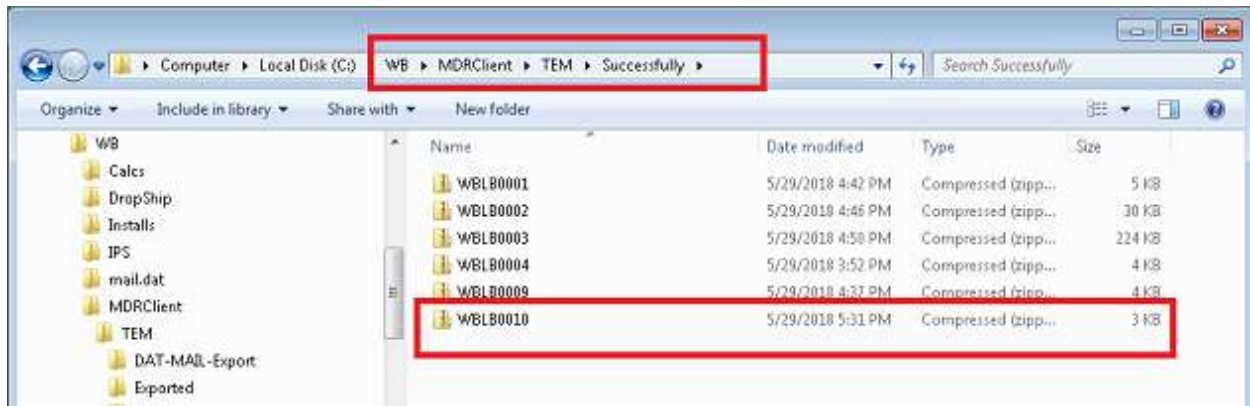 Computer ▸ Local Disk (C:) WB ▸ MDRClient ▸ TEM ▸ Successfully ▸ Search Successfully
Organize Include in library Share with New folder
WB
Calcs
DropShip
Installs
IPS
mail.dat
MDRClient
TEM
DAT-MAIL-Export
Exported
Name Date modified Type Size
WBLB0001 5/29/2018 4:42 PM Compressed (zipp... 5 KB
WBLB0002 5/29/2018 4:46 PM Compressed (zipp... 30 KB
WBLB0003 5/29/2018 4:50 PM Compressed (zipp... 224 KB
WBLB0004 5/29/2018 3:52 PM Compressed (zipp... 4 KB
WBLB0009 5/29/2018 4:37 PM Compressed (zipp... 4 KB
WBLB0010 5/29/2018 5:31 PM Compressed (zipp... 3 KB